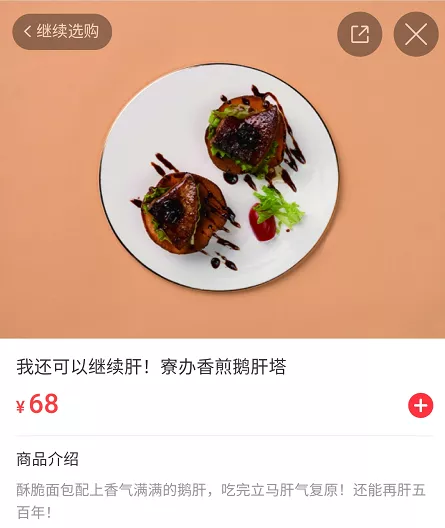 继续选购
我还可以继续肝！寮办香煎鹅肝塔
¥68
商品介绍
酥脆面包配上香气满满的鹅肝，吃完立马肝气复原！还能再肝五
百年！